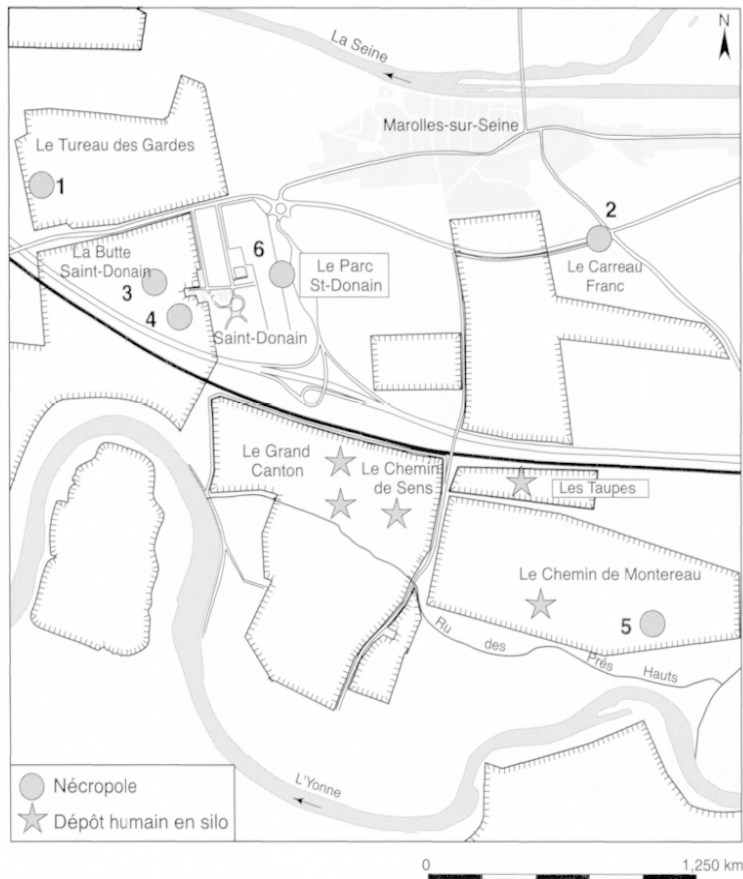 N
La Seine
Marolles-sur-Seine
Le Tureau des Gardes
1
2
La Butte
Saint-Donain
3
4
6
Le Parc
St-Donain
Le Carreau
Franc
Saint-Donain
Le Grand
Canton
Le Chemin
de Sens
Les Taupes
Le Chemin de Montereau
5
Ru des Prés Hauts
L'Yonne
Nécropole
Dépôt humain en silo
0 1,250 km